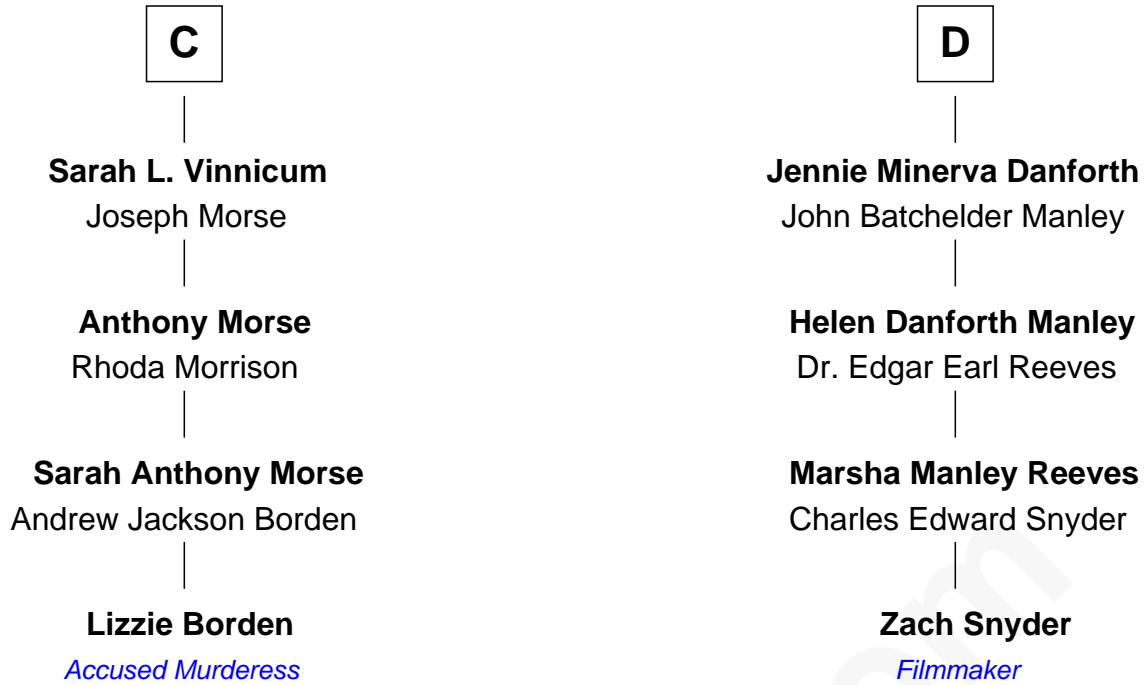 C
Sarah L. Vinnicum
Joseph Morse
Anthony Morse
Rhoda Morrison
Sarah Anthony Morse
Andrew Jackson Borden
Lizzie Borden
Accused Murderess
D
Jennie Minerva Danforth
John Batchelder Manley
Helen Danforth Manley
Dr. Edgar Earl Reeves
Marsha Manley Reeves
Charles Edward Snyder
Zach Snyder
Filmmaker